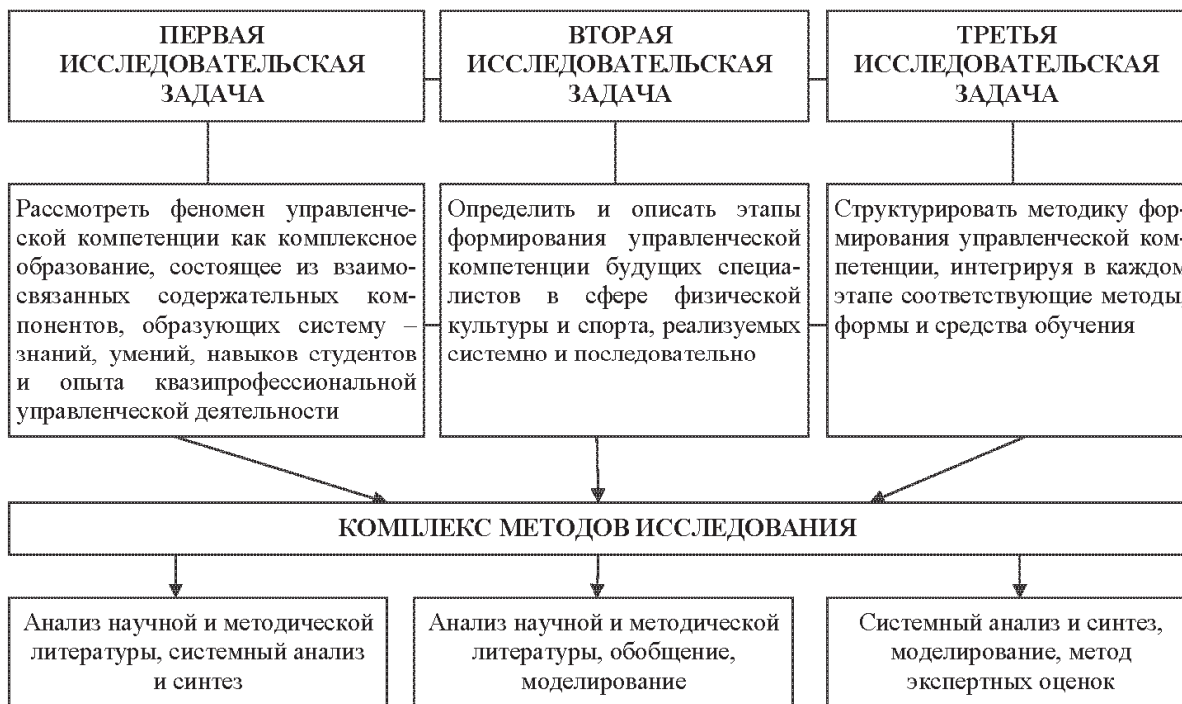 ПЕРВАЯ
ИССЛЕДОВАТЕЛЬСКАЯ
ЗАДАЧА
ВТОРАЯ
ИССЛЕДОВАТЕЛЬСКАЯ
ЗАДАЧА
ТРЕТЬЯ
ИССЛЕДОВАТЕЛЬСКАЯ
ЗАДАЧА
Рассмотреть феномен управленче-
ской компетенции как комплексное
образование, состоящее из взаимо-
связанных содержательных ком-
понентов, образующих систему –
знаний, умений, навыков студентов
и опыта квазипрофессиональной
управленческой деятельности
Определить и описать этапы
формирования управленческой
компетенции будущих специа-
листов в сфере физической
культуры и спорта, реализуемых
системно и последовательно
Структурировать методику фор-
мирования управленческой ком-
петенции, интегрируя в каждом
этапе соответствующие методы,
формы и средства обучения
КОМПЛЕКС МЕТОДОВ ИССЛЕДОВАНИЯ
Анализ научной и методической
литературы, системный анализ
и синтез
Анализ научной и методической
литературы, обобщение,
моделирование
Системный анализ и синтез,
моделирование, метод
экспертных оценок